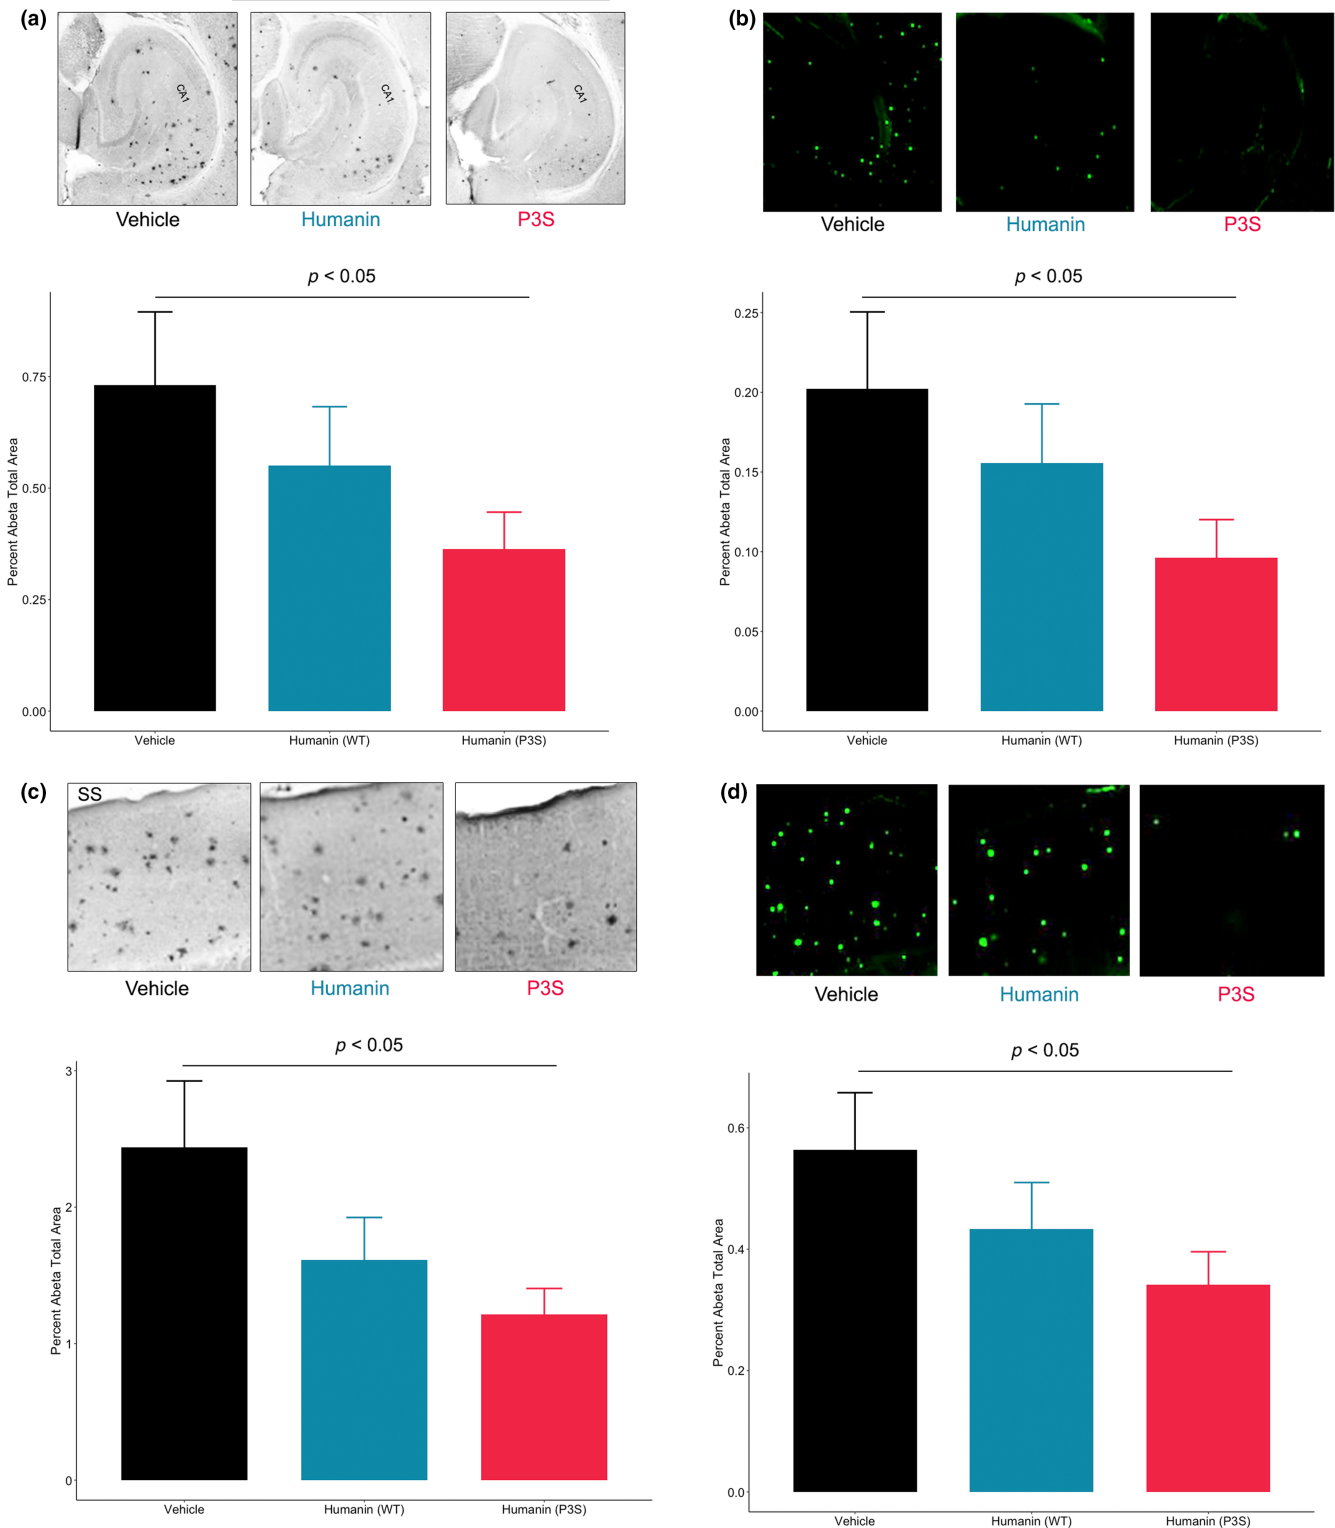 (a)
CA1
CA1
CA1
Vehicle
Humanin
P3S
p < 0.05
Percent Abeta Total Area
0.75
0.50
0.25
0.00
Vehicle
Humanin (WT)
Humanin (P3S)
(b)
Vehicle
Humanin
P3S
p < 0.05
Percent Abeta Total Area
0.25
0.20
0.15
0.10
0.05
0.00
Vehicle
Humanin (WT)
Humanin (P3S)
(c)
SS
Vehicle
Humanin
P3S
p < 0.05
Percent Abeta Total Area
3
2
1
0
Vehicle
Humanin (WT)
Humanin (P3S)
(d)
Vehicle
Humanin
P3S
p < 0.05
Percent Abeta Total Area
0.6
0.4
0.2
0.0
Vehicle
Humanin (WT)
Humanin (P3S)